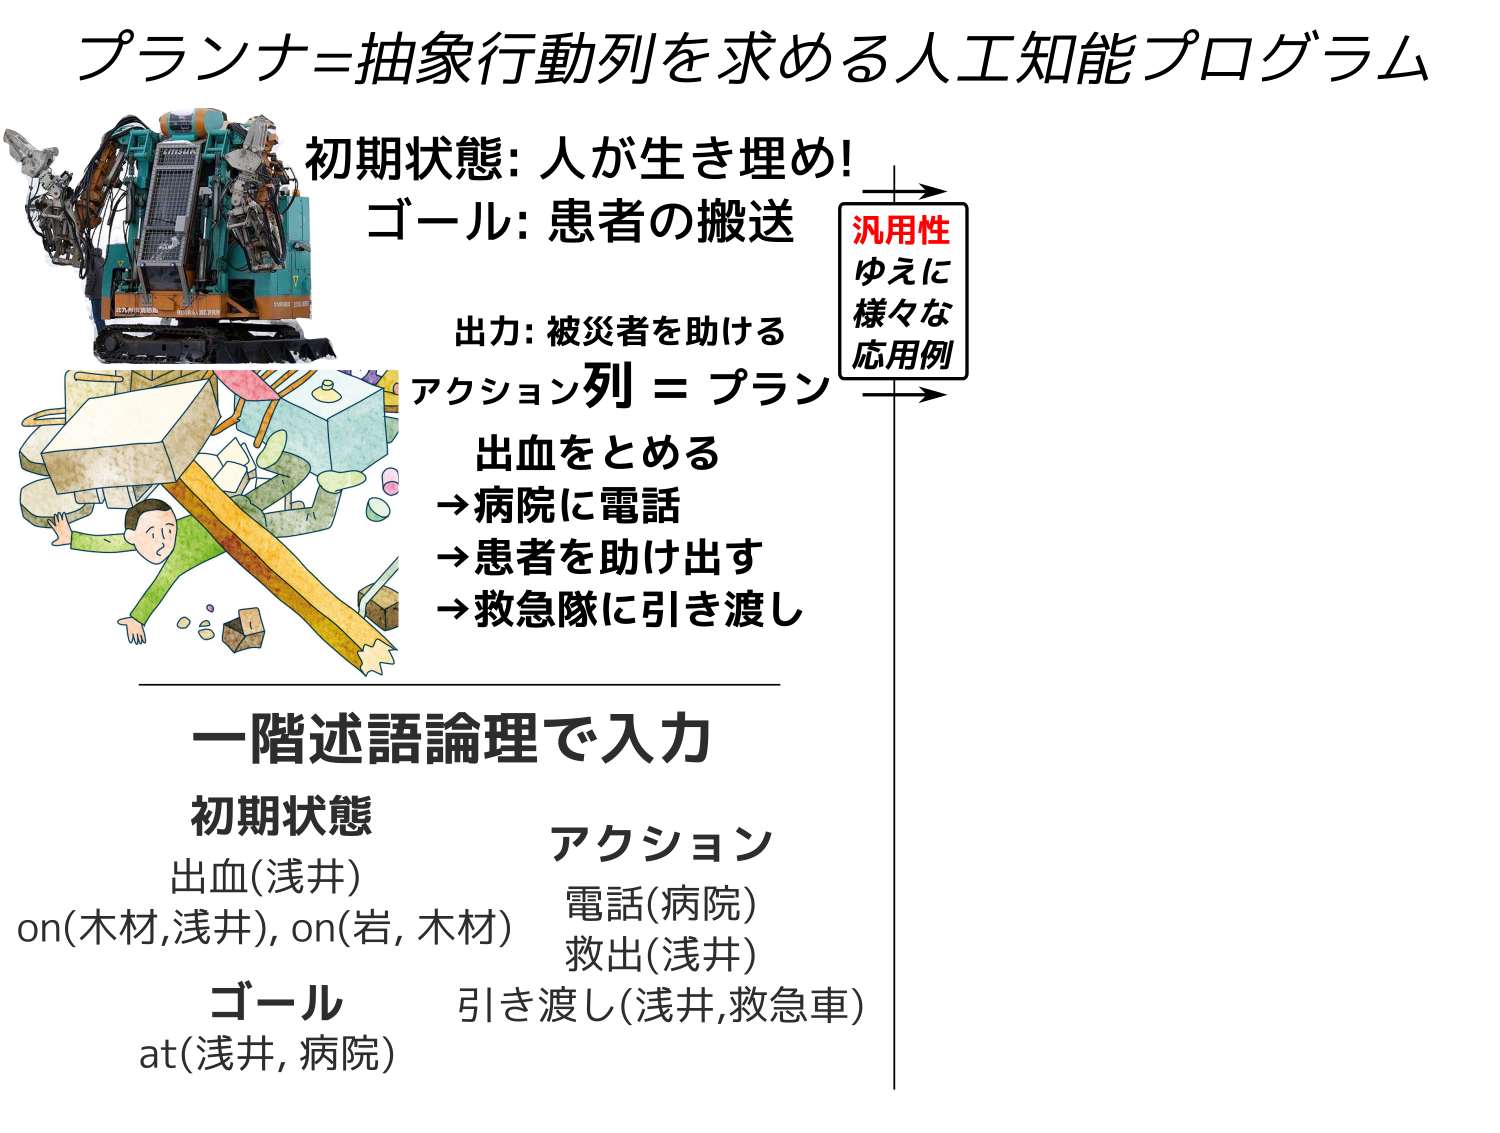 プランナ=抽象行動列を求める人工知能プログラム
初期状態: 人が生き埋め!
ゴール: 患者の搬送
出力: 被災者を助ける
アクション列 = プラン
出血をとめる
→病院に電話
→患者を助け出す
→救急隊に引き渡し
汎用性
ゆえに
様々な
応用例
一階述語論理で入力
初期状態
出血(浅井)
on(木材,浅井), on(岩, 木材)
ゴール
at(浅井, 病院)
アクション
電話(病院)
救出(浅井)
引き渡し(浅井,救急車)